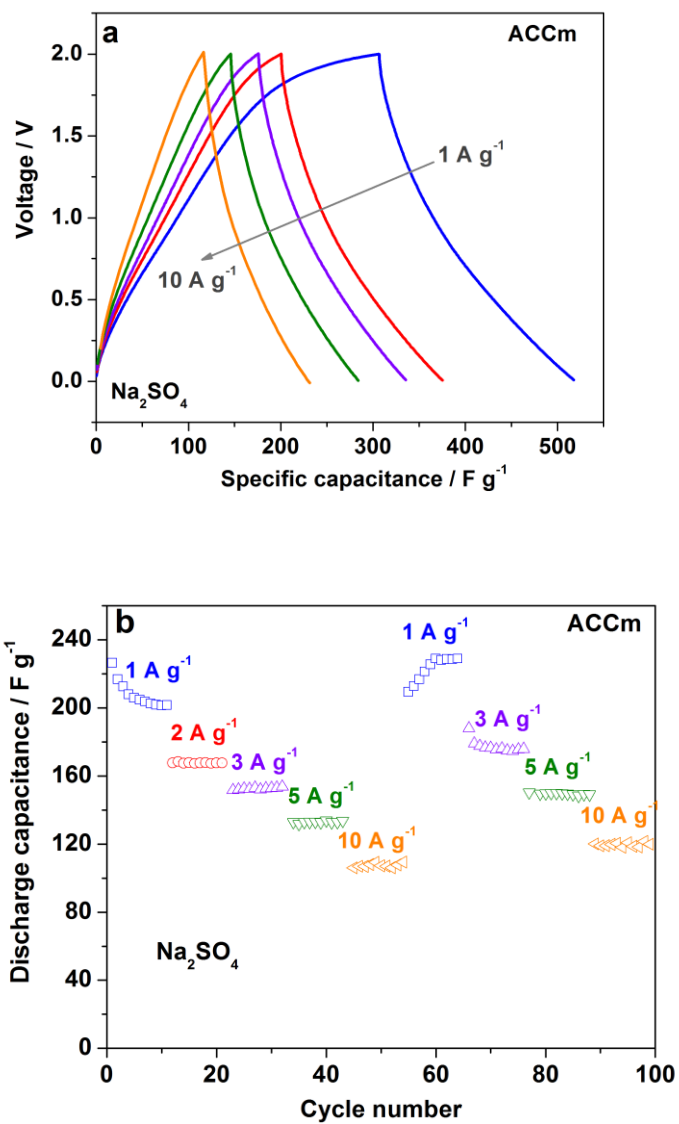 a
ACCm
2.0
1.5
1.0
0.5
0.0
Voltage / V
1 A g⁻¹
10 A g⁻¹
Na₂SO₄
0 100 200 300 400 500
Specific capacitance / F g⁻¹
b
ACCm
240
200
160
120
80
40
0
Discharge capacitance / F g⁻¹
1 A g⁻¹
2 A g⁻¹
3 A g⁻¹
5 A g⁻¹
10 A g⁻¹
1 A g⁻¹
3 A g⁻¹
5 A g⁻¹
10 A g⁻¹
Na₂SO₄
0 20 40 60 80 100
Cycle number